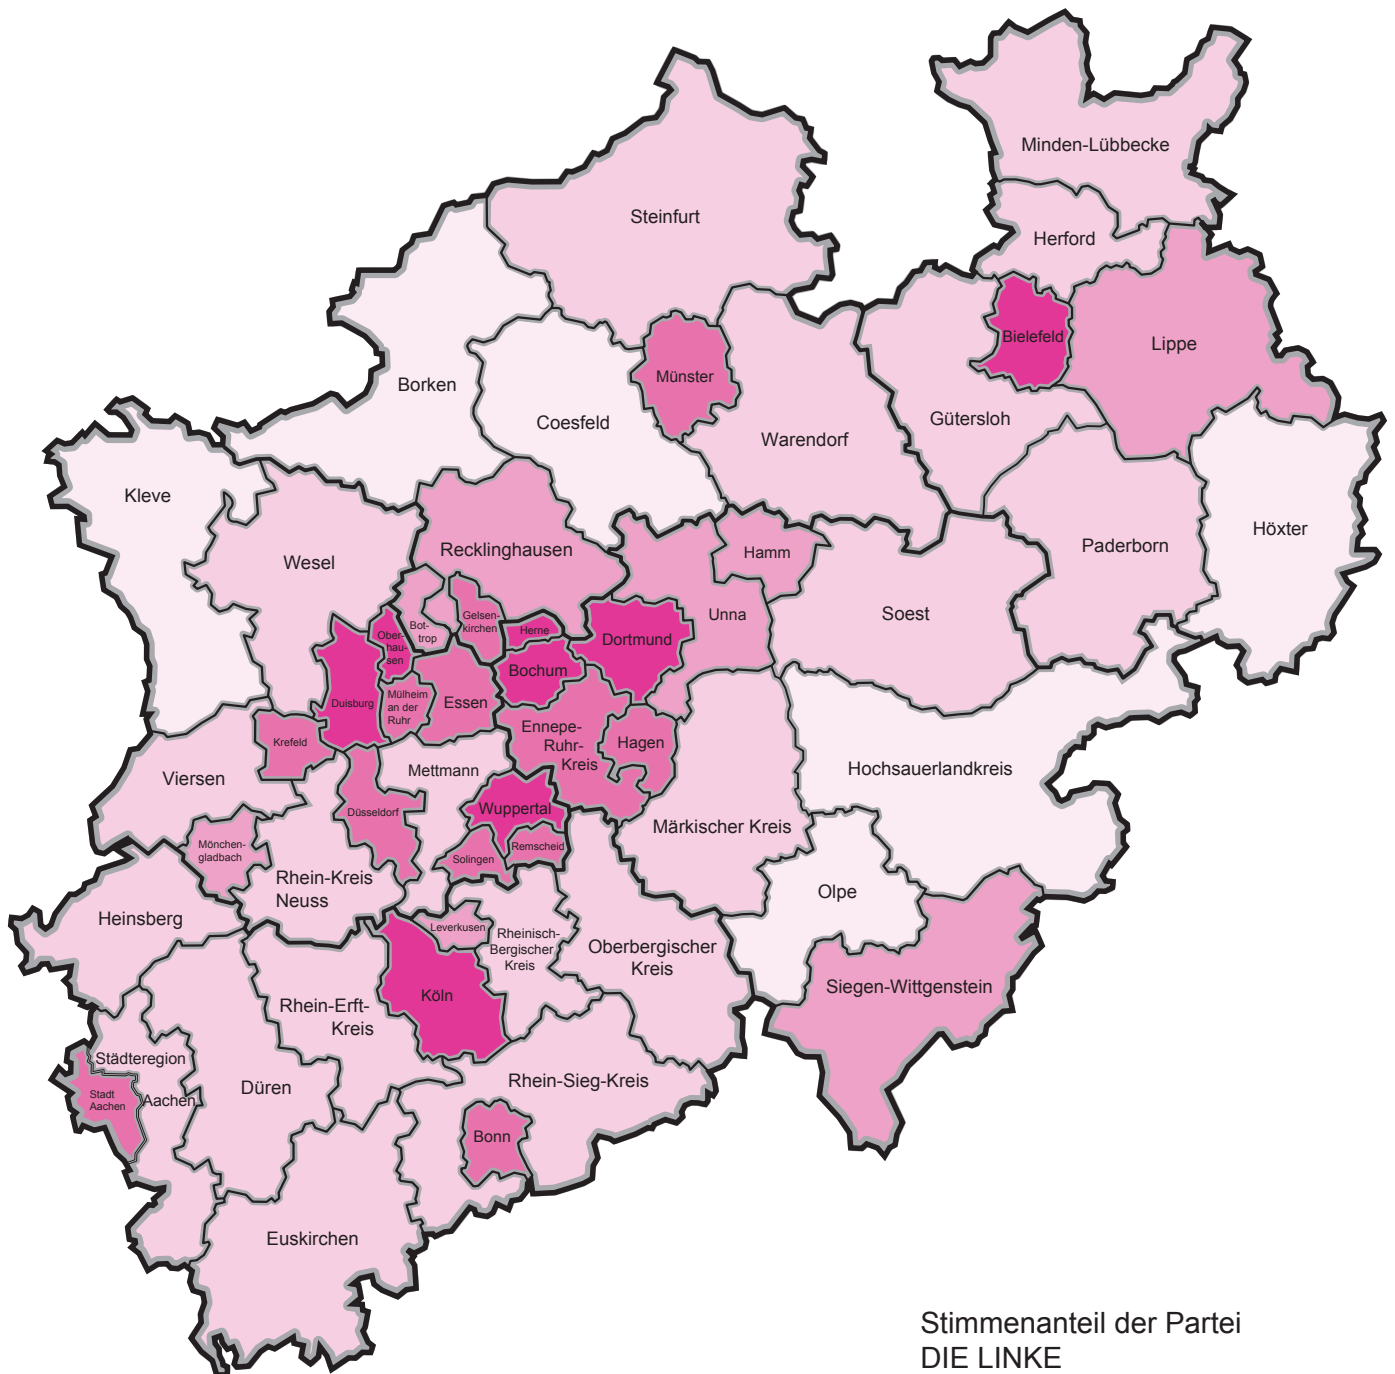 Minden-Lübbecke
Steinfurt
Herford
Bielefeld
Lippe
Münster
Borken
Coesfeld
Gütersloh
Warendorf
Kleve
Höxter
Paderborn
Recklinghausen
Hamm
Wesel
Unna
Soest
Gelsen-
kirchen
Bot-
trop
Herne
Ober-
hau-
sen
Dortmund
Bochum
Duisburg
Mülheim
an der
Ruhr
Essen
Ennepe-
Ruhr-
Kreis
Hagen
Krefeld
Mettmann
Hochsauerlandkreis
Viersen
Düsseldorf
Wuppertal
Märkischer Kreis
Mönchen-
gladbach
Solingen
Remscheid
Rhein-Kreis
Neuss
Olpe
Heinsberg
Leverkusen
Rheinisch-
Bergischer
Kreis
Oberbergischer
Kreis
Siegen-Wittgenstein
Köln
Rhein-Erft-
Kreis
Städteregion
Aachen
Stadt
Aachen
Düren
Rhein-Sieg-Kreis
Bonn
Euskirchen
Stimmenanteil der Partei
DIE LINKE